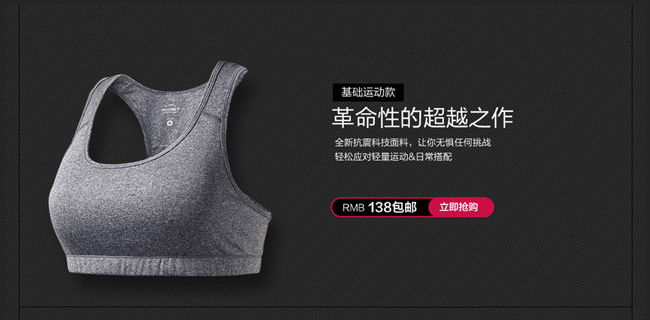 基础运动款
革命性的超越之作
全新抗震科技面料，让你无惧任何挑战
轻松应对轻量运动&日常搭配
RMB 138包邮 立即抢购